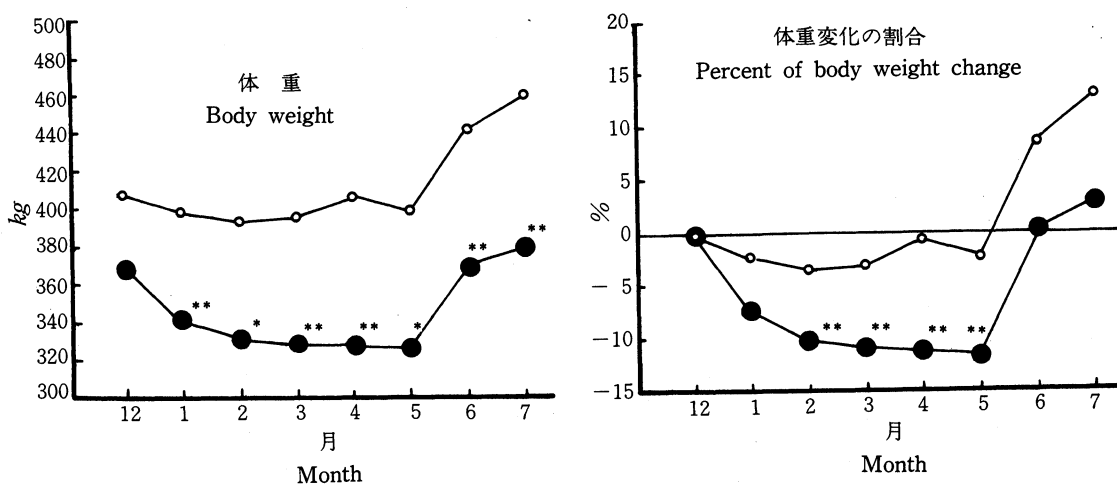 500
480
460
440
420
400
380
360
340
320
300
kg
体 重
Body weight
**
*
**
**
*
**
**
12 1 2 3 4 5 6 7
月
Month
20
15
10
5
0
－5
－10
－15
%
体重変化の割合
Percent of body weight change
**
**
**
**
12 1 2 3 4 5 6 7
月
Month